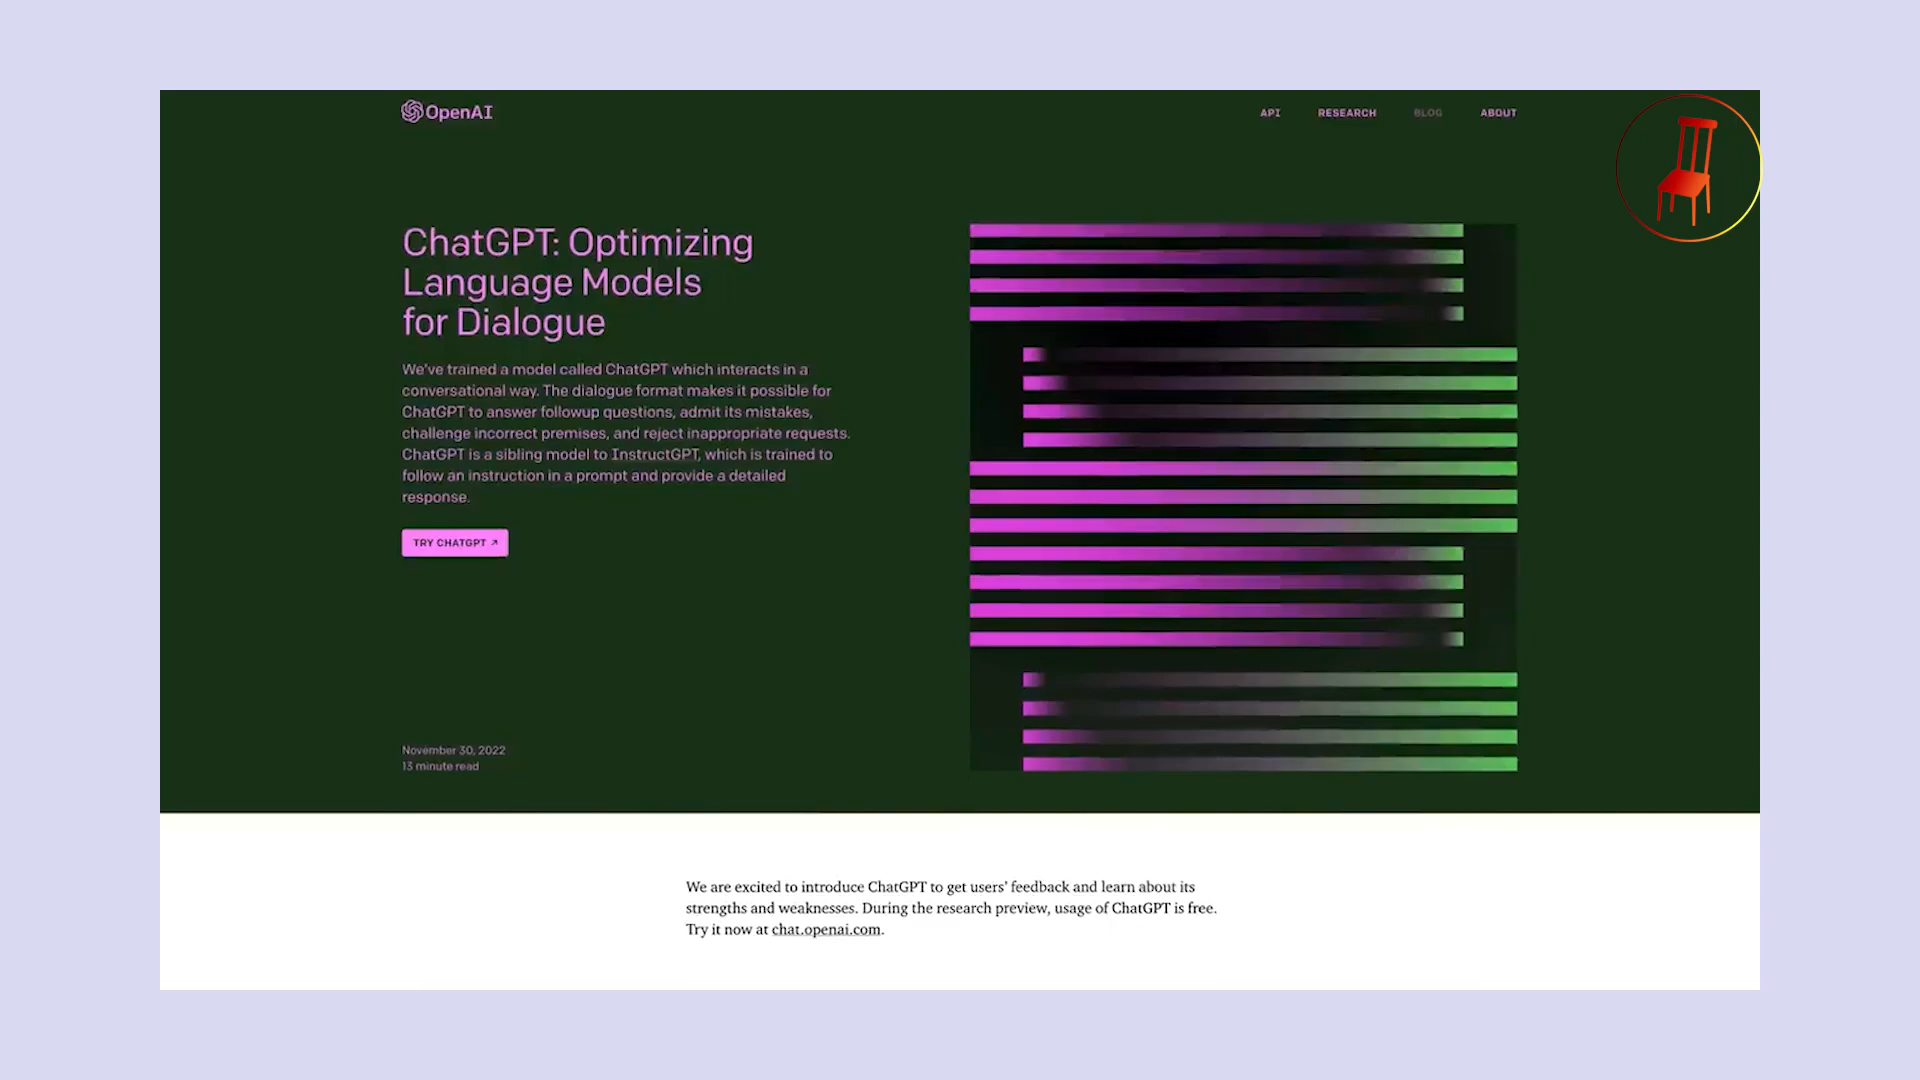 OpenAI
API
RESEARCH
BLOG
ABOUT
ChatGPT: Optimizing
Language Models
for Dialogue
We've trained a model called ChatGPT which interacts in a
conversational way. The dialogue format makes it possible for
ChatGPT to answer followup questions, admit its mistakes,
challenge incorrect premises, and reject inappropriate requests.
ChatGPT is a sibling model to InstructGPT, which is trained to
follow an instruction in a prompt and provide a detailed
response.
TRY CHATGPT ↗
November 30, 2022
13 minute read
We are excited to introduce ChatGPT to get users’ feedback and learn about its
strengths and weaknesses. During the research preview, usage of ChatGPT is free.
Try it now at chat.openai.com.